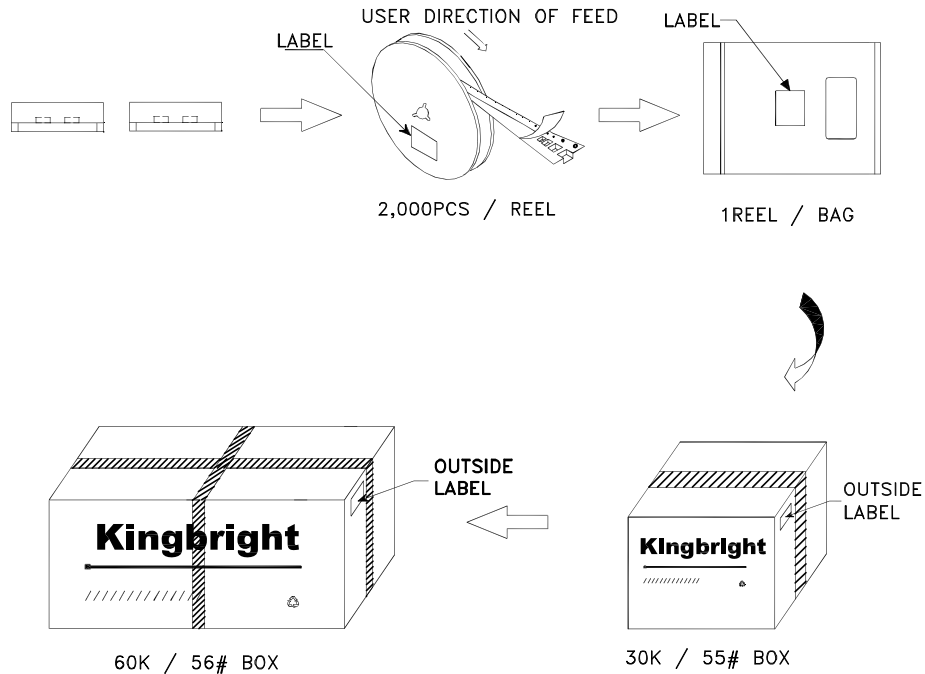 USER DIRECTION OF FEED
LABEL
LABEL
2,000PCS / REEL
1REEL / BAG
OUTSIDE
LABEL
Kingbright
60K / 56# BOX
OUTSIDE
LABEL
Kingbright
30K / 55# BOX